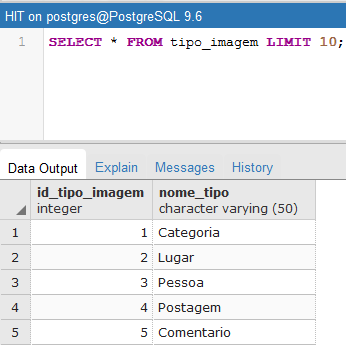 HIT on postgres@PostgreSQL 9.6
1 SELECT * FROM tipo_imagem LIMIT 10;
Data Output Explain Messages History
id_tipo_imagem nome_tipo
integer character varying (50)
1 1 Categoria
2 2 Lugar
3 3 Pessoa
4 4 Postagem
5 5 Comentario